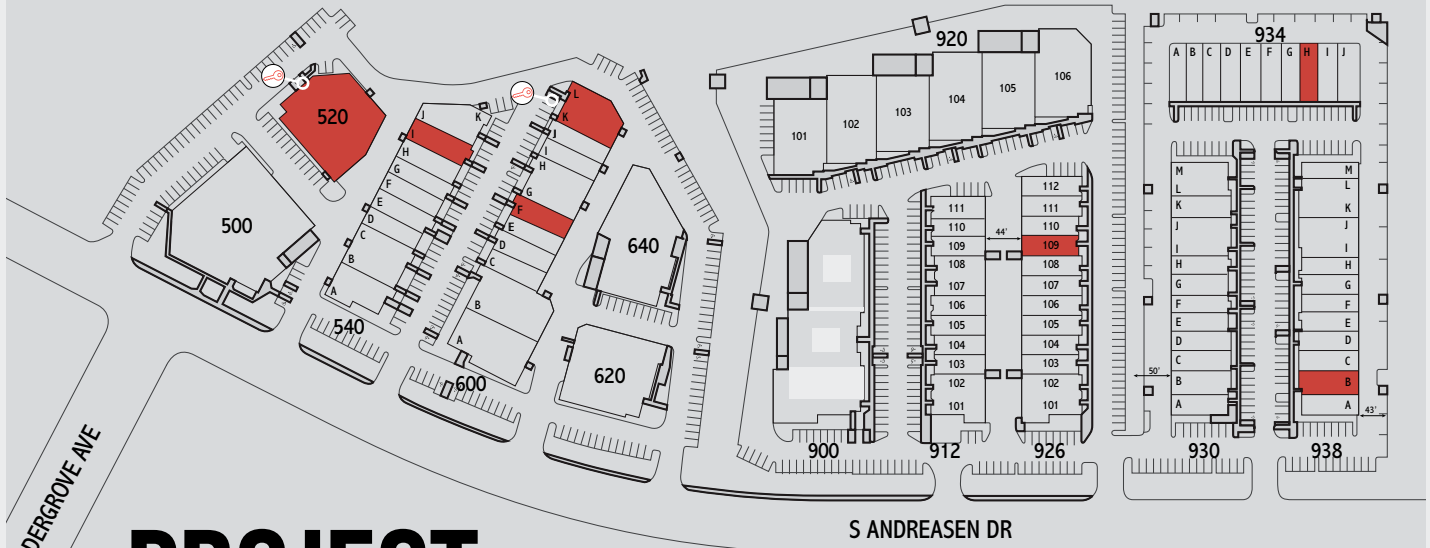 520
500
J
K
I
H
G
F
E
D
C
B
A
540
L
K
J
I
H
G
F
E
D
C
B
A
600
640
620
920
101
102
103
104
105
106
900
111
110
109
108
107
106
105
104
103
102
101
912
44'
112
111
110
109
108
107
106
105
104
103
102
101
926
934
A B C D E F G H I J
M
L
K
J
I
H
G
F
E
D
C
B
A
930
50'
M
L
K
J
I
H
G
F
E
D
C
B
A
938
43'
DERGROVE AVE
S ANDREASEN DR
PROJECT